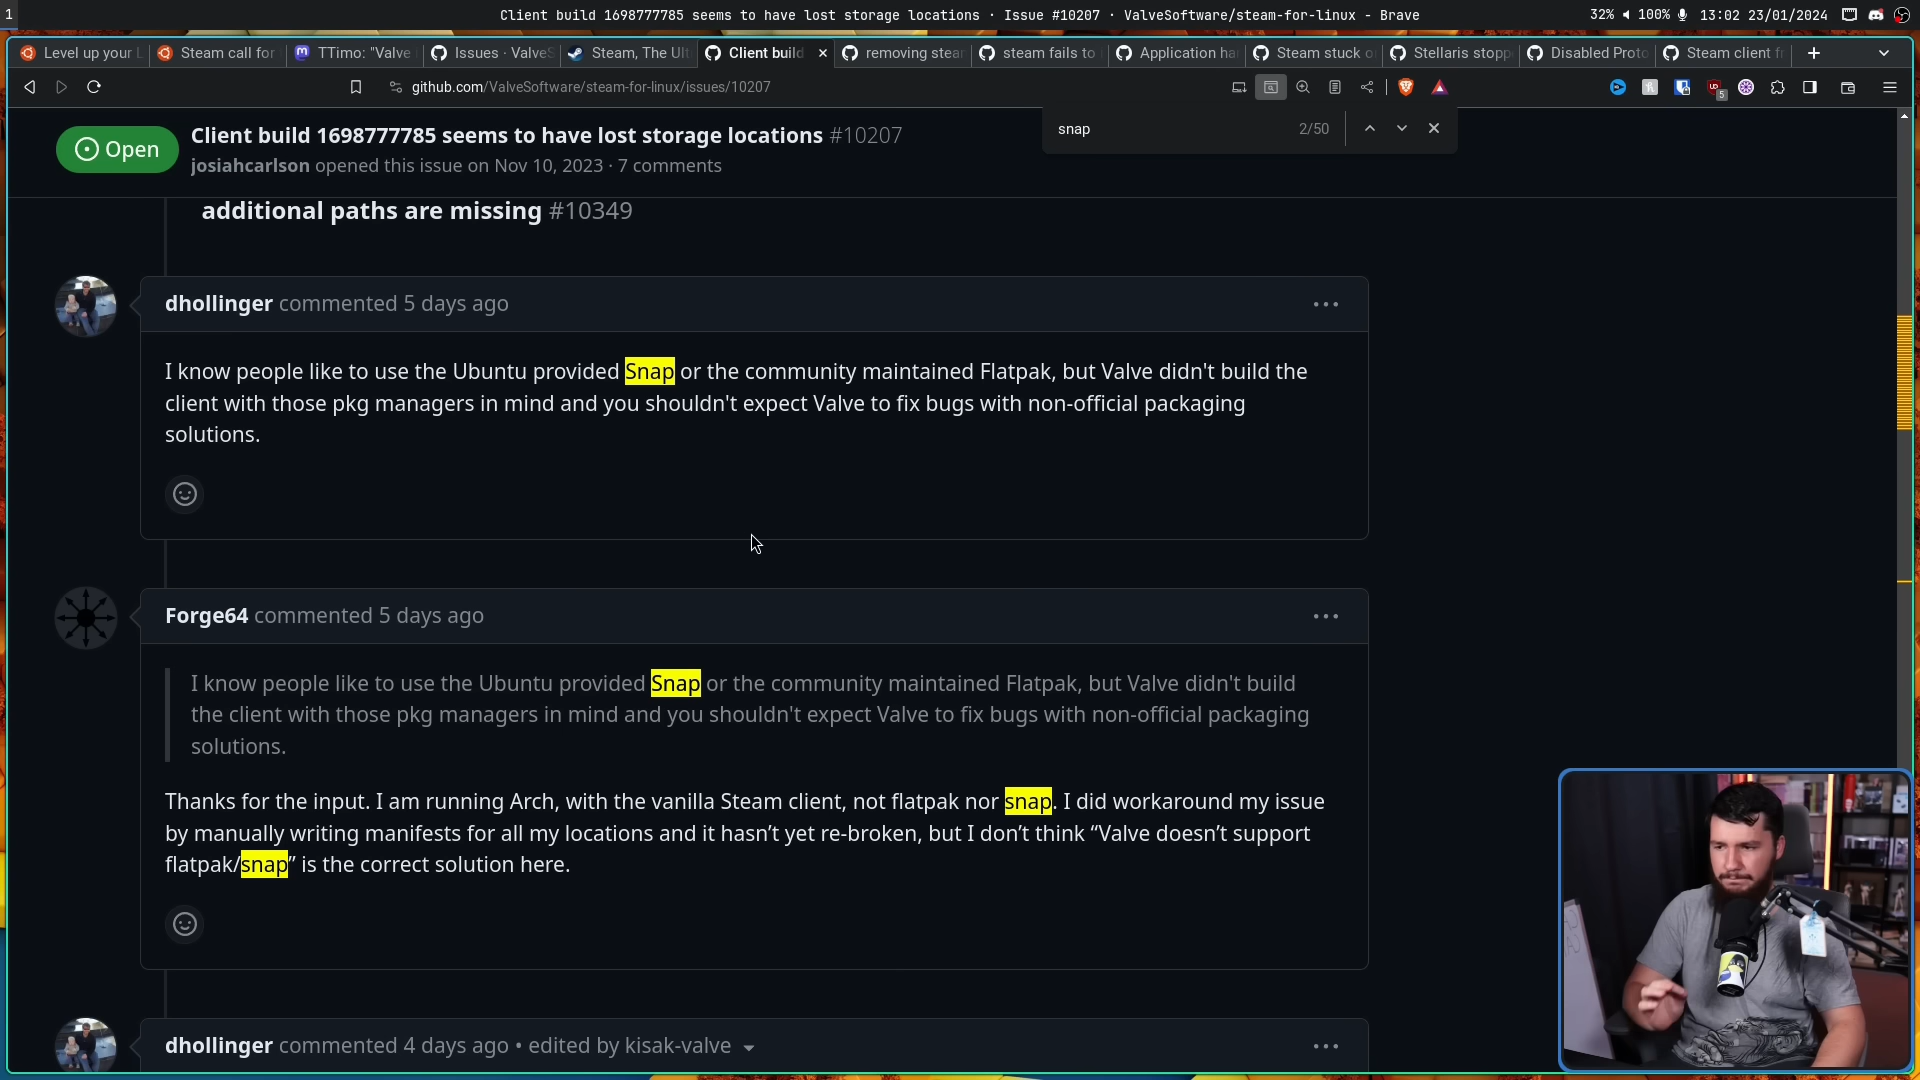 1
Client build 1698777785 seems to have lost storage locations · Issue #10207 · ValveSoftware/steam-for-linux - Brave
32% 100% 13:02 23/01/2024
Level up your L
Steam call for
TTimo: "Valve
Issues · ValveS
Steam, The Ult
Client build
removing stear
steam fails to
Application ha
Steam stuck o
Stellaris stopp
Disabled Proto
Steam client fr
github.com/ValveSoftware/steam-for-linux/issues/10207
5
snap 2/50
Open
Client build 1698777785 seems to have lost storage locations #10207
josiahcarlson opened this issue on Nov 10, 2023 · 7 comments
additional paths are missing #10349
dhollinger commented 5 days ago
I know people like to use the Ubuntu provided Snap or the community maintained Flatpak, but Valve didn't build the
client with those pkg managers in mind and you shouldn't expect Valve to fix bugs with non-official packaging
solutions.
Forge64 commented 5 days ago
I know people like to use the Ubuntu provided Snap or the community maintained Flatpak, but Valve didn't build
the client with those pkg managers in mind and you shouldn't expect Valve to fix bugs with non-official packaging
solutions.
Thanks for the input. I am running Arch, with the vanilla Steam client, not flatpak nor snap. I did workaround my issue
by manually writing manifests for all my locations and it hasn’t yet re-broken, but I don’t think “Valve doesn’t support
flatpak/snap” is the correct solution here.
dhollinger commented 4 days ago • edited by kisak-valve